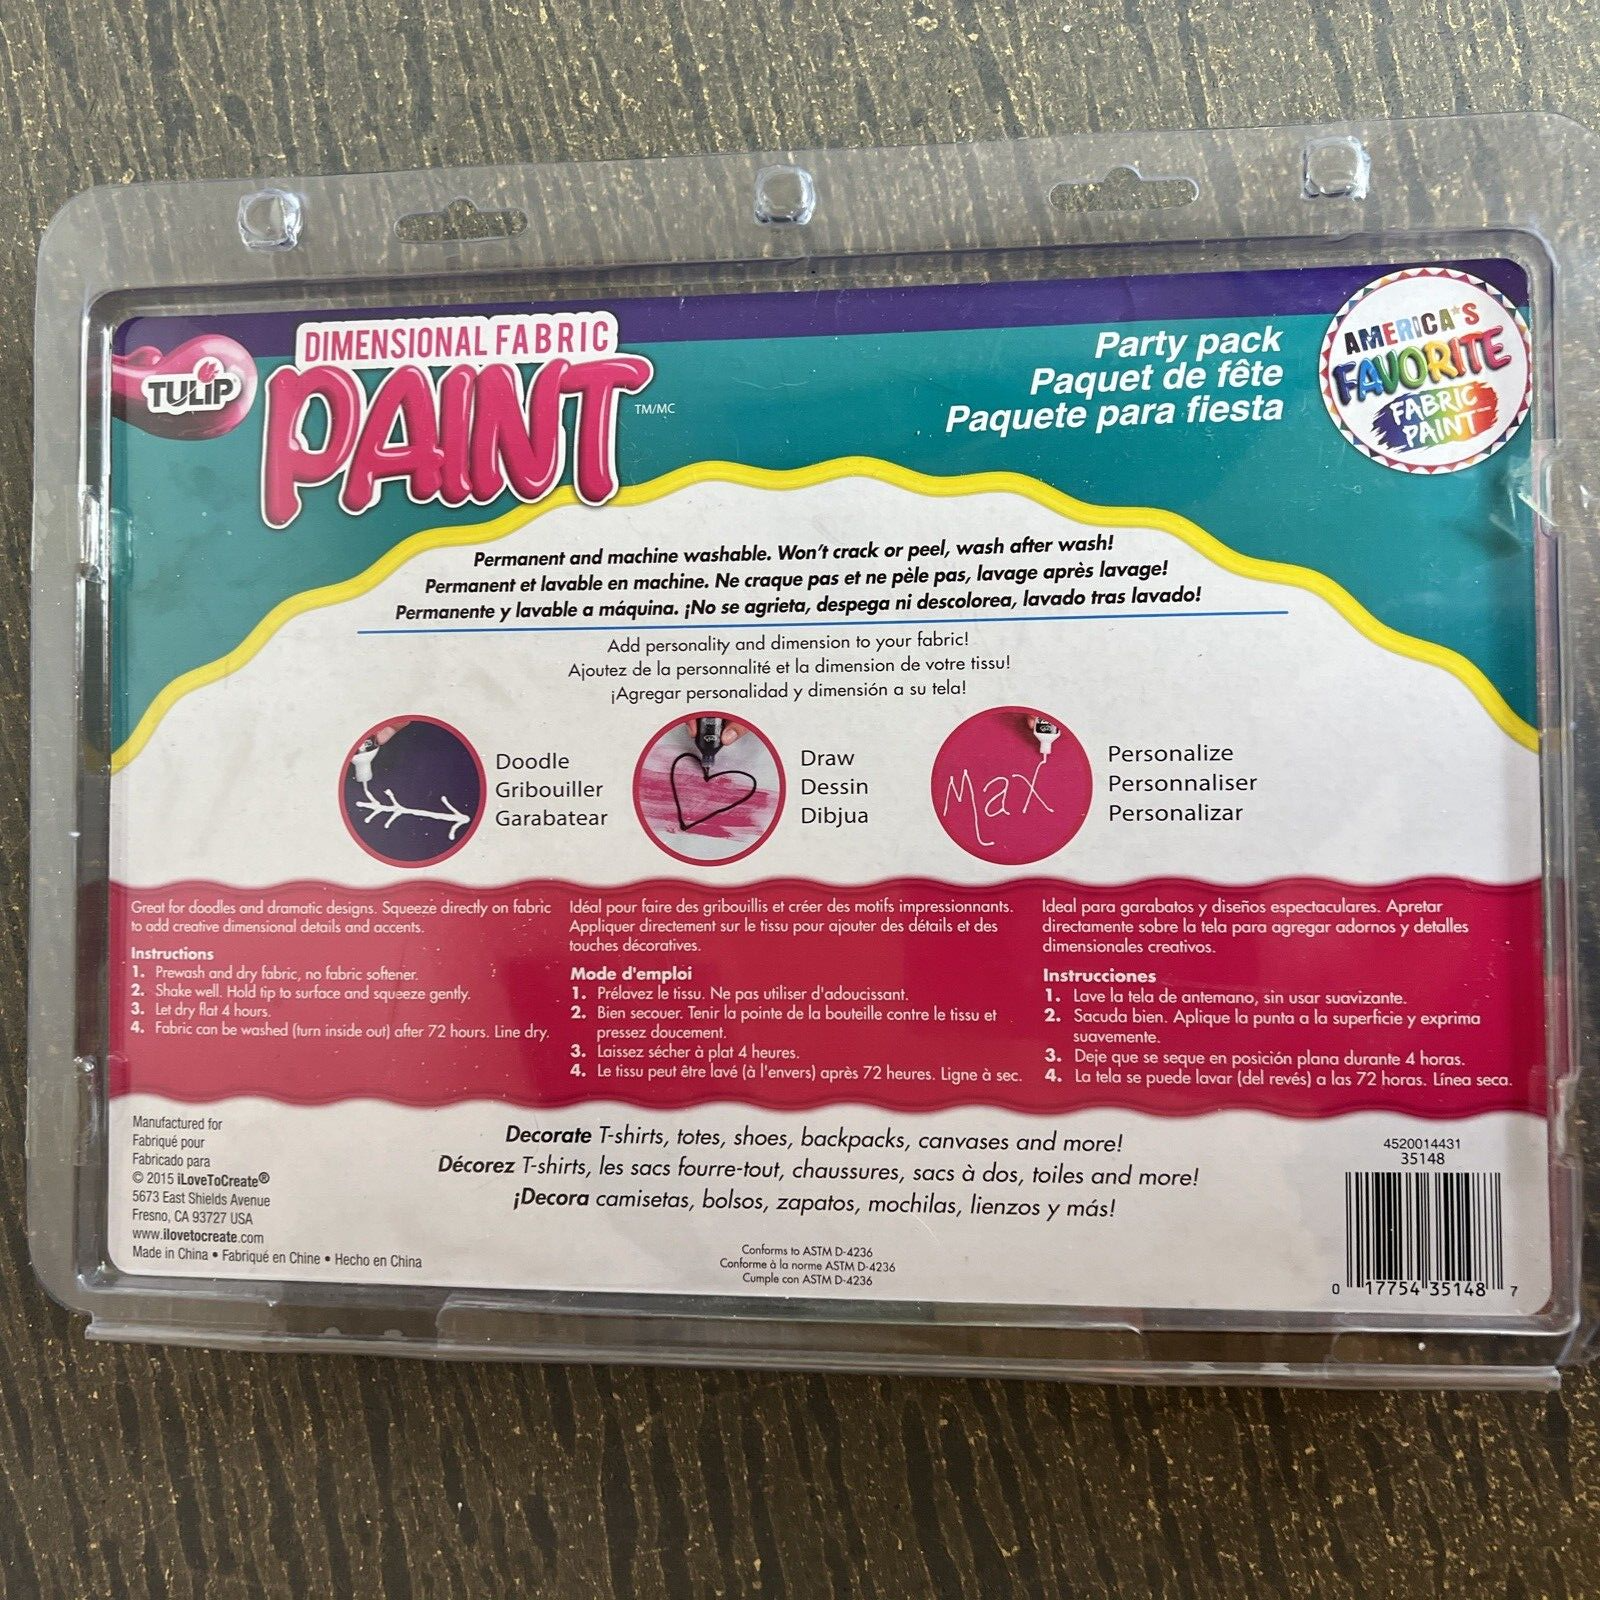 TULIP
DIMENSIONAL FABRIC
PAINT
TM/MC
Party pack
Paquet de fête
Paquete para fiesta
AMERICA'S
FAVORITE
FABRIC
PAINT
Permanent and machine washable. Won't crack or peel, wash after wash!
Permanent et lavable en machine. Ne craque pas et ne pèle pas, lavage après lavage!
Permanente y lavable a máquina. ¡No se agrieta, despega ni descolorea, lavado tras lavado!
Add personality and dimension to your fabric!
Ajoutez de la personnalité et la dimension de votre tissu!
¡Agregar personalidad y dimensión a su tela!
Doodle
Gribouiller
Garabatear
Draw
Dessin
Dibjua
Max
Personalize
Personnaliser
Personalizar
Great for doodles and dramatic designs. Squeeze directly on fabric
to add creative dimensional details and accents.
Instructions
1. Prewash and dry fabric, no fabric softener.
2. Shake well. Hold tip to surface and squeeze gently.
3. Let dry flat 4 hours.
4. Fabric can be washed (turn inside out) after 72 hours. Line dry.
Idéal pour faire des gribouillis et créer des motifs impressionnants.
Appliquer directement sur le tissu pour ajouter des détails et des
touches décoratives.
Mode d'emploi
1. Prélavez le tissu. Ne pas utiliser d'adoucissant.
2. Bien secouer. Tenir la pointe de la bouteille contre le tissu et
pressez doucement.
3. Laissez sécher à plat 4 heures.
4. Le tissu peut être lavé (à l'envers) après 72 heures. Ligne à sec.
Ideal para garabatos y diseños espectaculares. Apretar
directamente sobre la tela para agregar adornos y detalles
dimensionales creativos.
Instrucciones
1. Lave la tela de antemano, sin usar suavizante.
2. Sacuda bien. Aplique la punta a la superficie y exprima
suavemente.
3. Deje que se seque en posición plana durante 4 horas.
4. La tela se puede lavar (del revés) a las 72 horas. Línea seca.
Manufactured for
Fabriqué pour
Fabricado para
© 2015 iLoveToCreate®
5673 East Shields Avenue
Fresno, CA 93727 USA
www.ilovetocreate.com
Made in China • Fabriqué en Chine • Hecho en China
Decorate T-shirts, totes, shoes, backpacks, canvases and more!
Décorez T-shirts, les sacs fourre-tout, chaussures, sacs à dos, toiles and more!
¡Decora camisetas, bolsos, zapatos, mochilas, lienzos y más!
Conforms to ASTM D-4236
Conforme à la norme ASTM D-4236
Cumple con ASTM D-4236
4520014431
35148
0 17754 35148 7